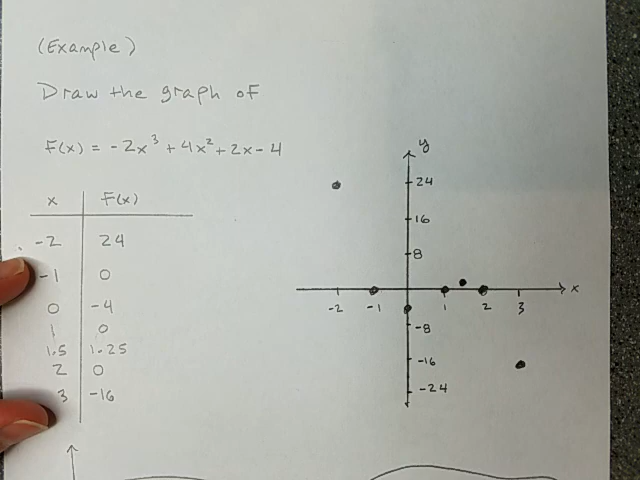 (Example)
Draw the graph of
F(x) = -2x³ + 4x² + 2x - 4
x F(x)
-2 24
-1 0
0 -4
1 0
1.5 1.25
2 0
3 -16
y
24
16
8
x
-2 -1 1 2 3
-8
-16
-24